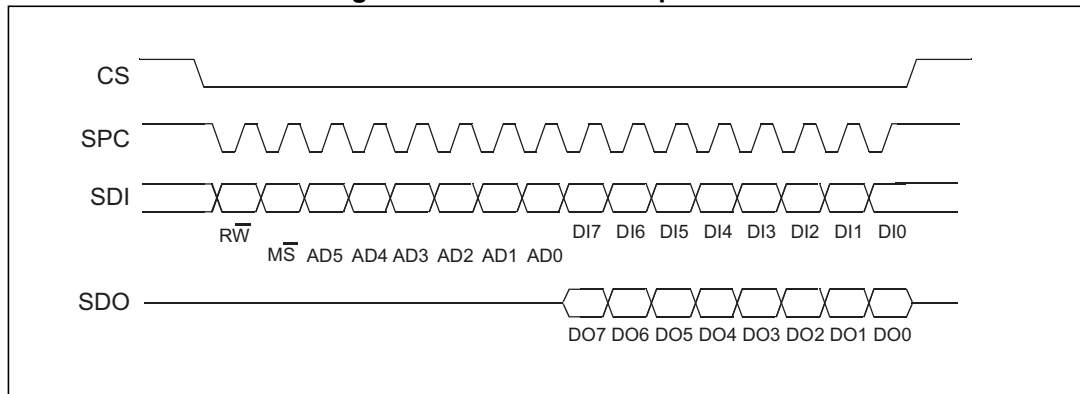 CS
SPC
SDI
RW̅
DI7 DI6 DI5 DI4 DI3 DI2 DI1 DI0
MS̅ AD5 AD4 AD3 AD2 AD1 AD0
SDO
DO7 DO6 DO5 DO4 DO3 DO2 DO1 DO0